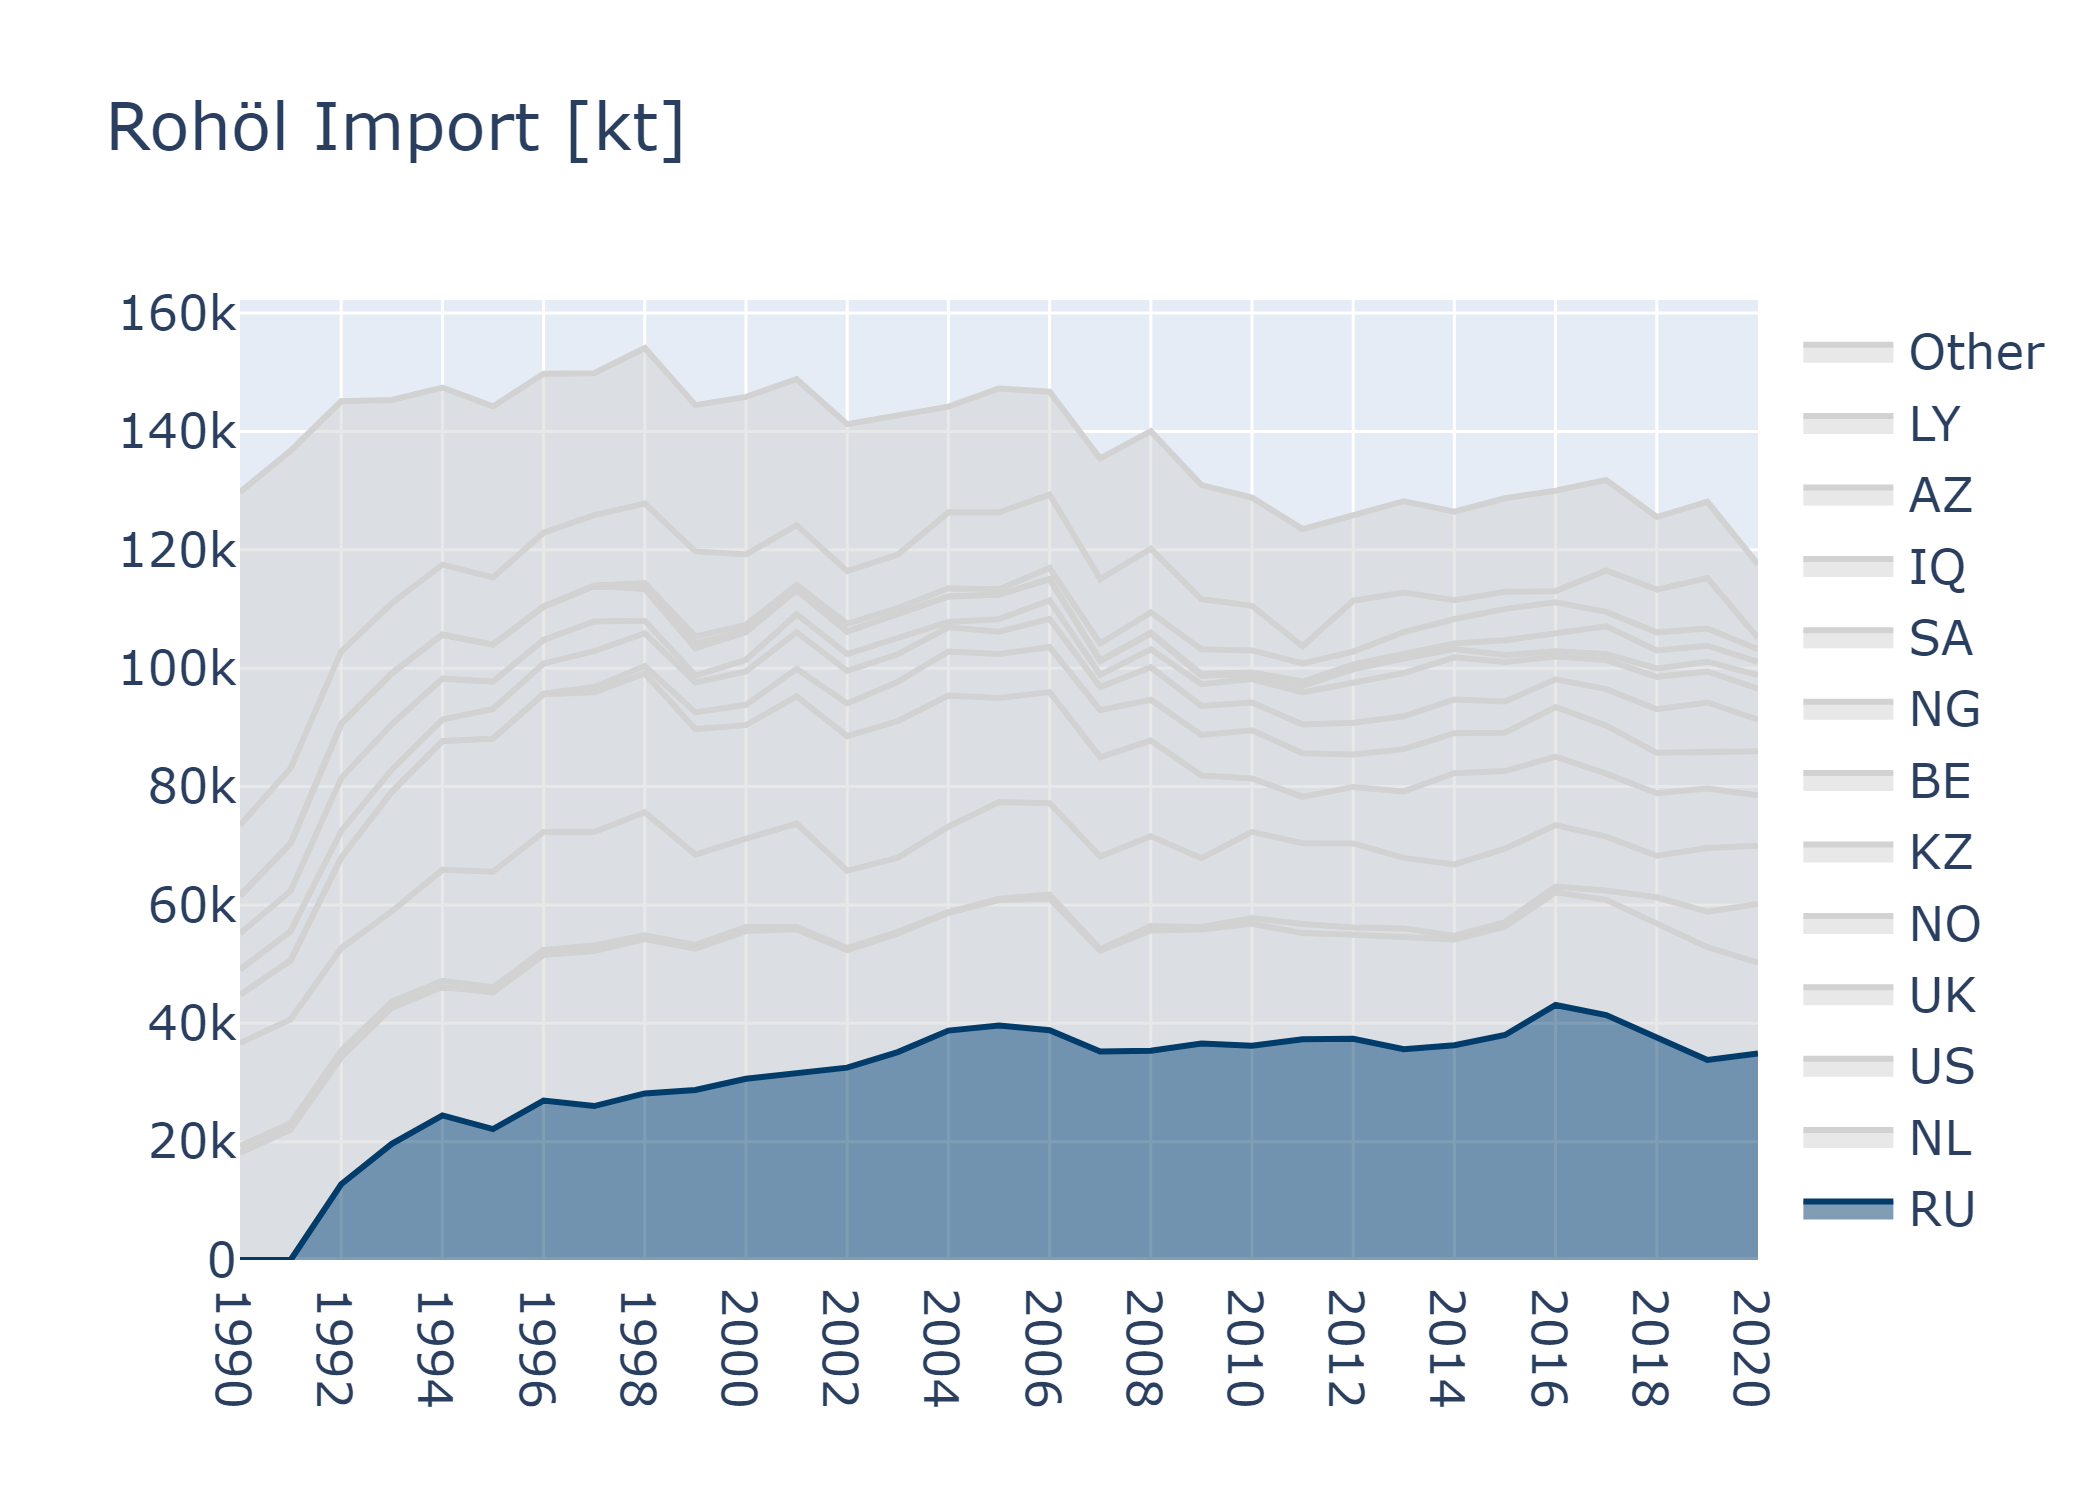 Rohöl Import [kt]
160k
140k
120k
100k
80k
60k
40k
20k
0
1990
1992
1994
1996
1998
2000
2002
2004
2006
2008
2010
2012
2014
2016
2018
2020
Other
LY
AZ
IQ
SA
NG
BE
KZ
NO
UK
US
NL
RU